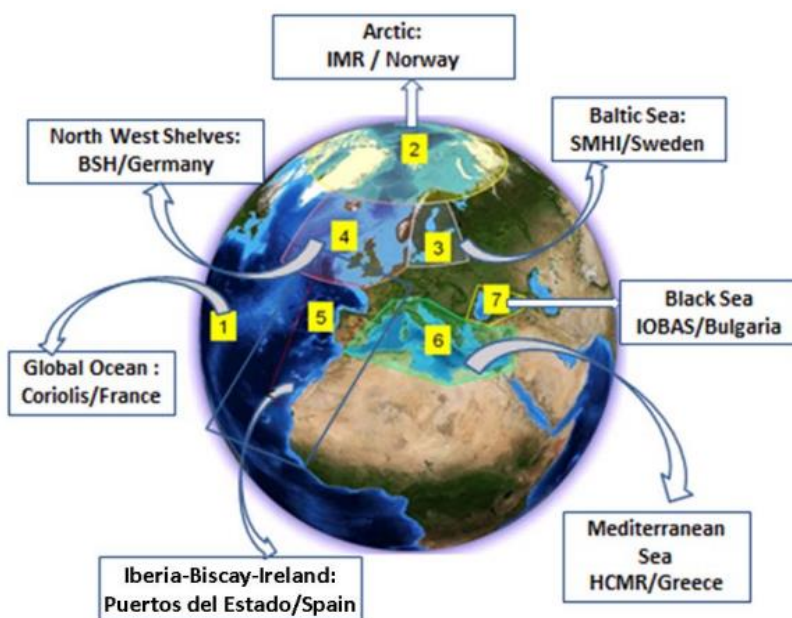 Arctic:
IMR / Norway
North West Shelves:
BSH/Germany
Baltic Sea:
SMHI/Sweden
2
4
3
1
5
7
6
Black Sea
IOBAS/Bulgaria
Global Ocean :
Coriolis/France
Mediterranean
Sea
HCMR/Greece
Iberia-Biscay-Ireland:
Puertos del Estado/Spain